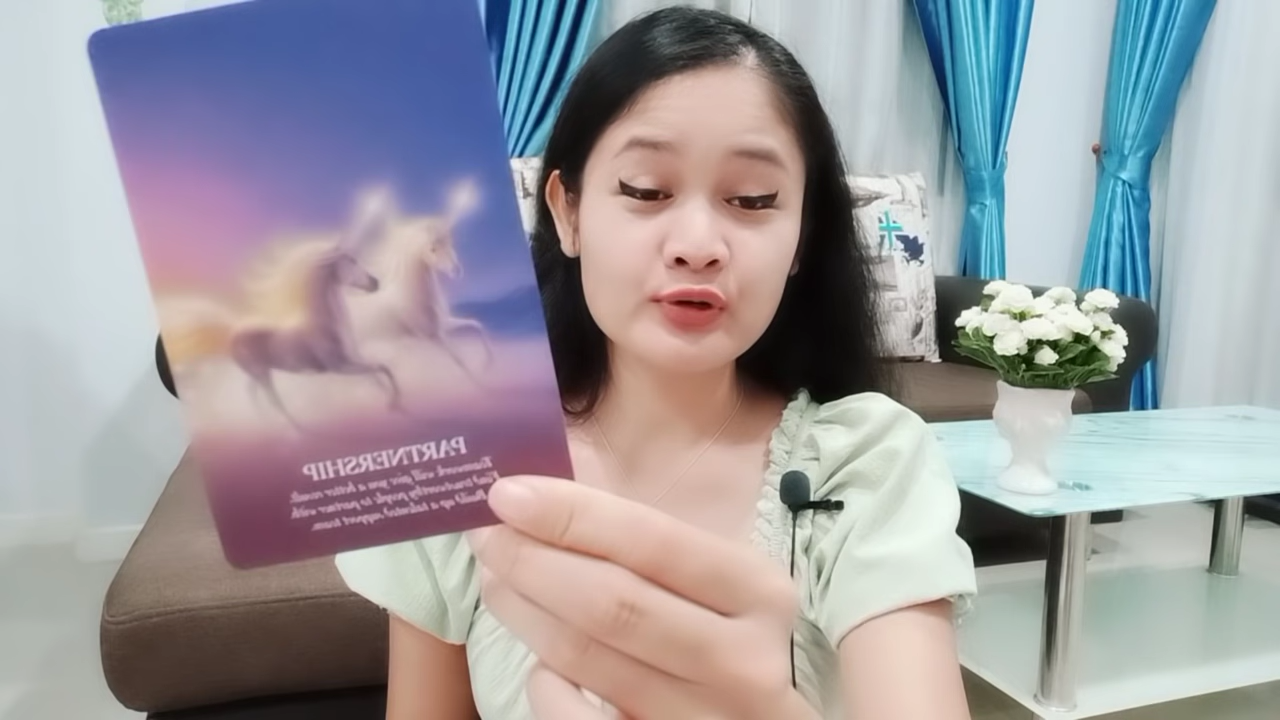 PARTNERSHIP
Teamwork will give you a better result.
Find trustworthy people to partner with.
Build up a talented support team.